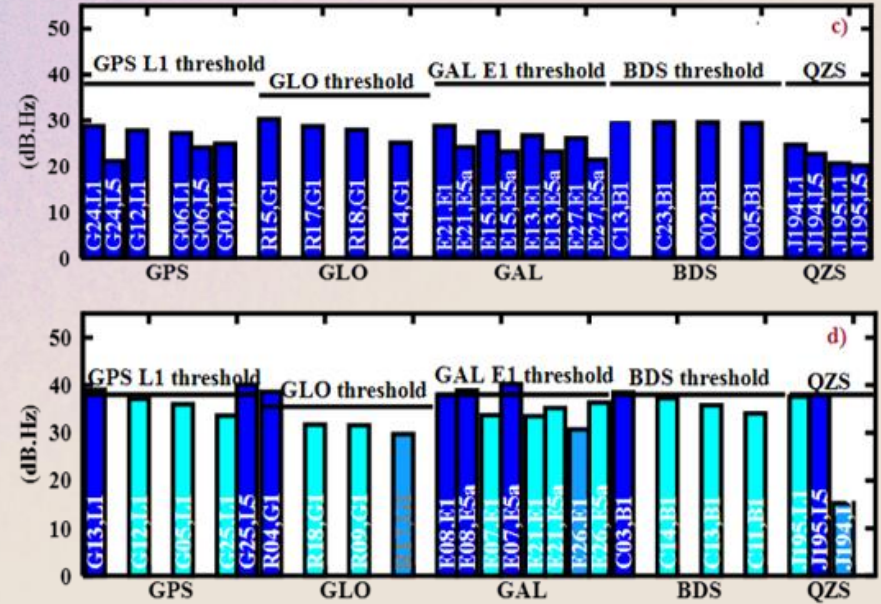 c)
50
40
30
20
10
0
(dB.Hz)
GPS L1 threshold
GLO threshold
GAL E1 threshold
BDS threshold
QZS
G24,L1
G24,L5
G12,L1
G06,L1
G06,L5
G02,L1
R15,G1
R17,G1
R18,G1
R14,G1
E21,E1
E21,E5a
E15,E1
E15,E5a
E13,E1
E13,E5a
E27,E1
E27,E5a
C13,B1
C23,B1
C02,B1
C05,B1
J194,L1
J194,L5
J195,L1
J195,L5
GPS
GLO
GAL
BDS
QZS
d)
50
40
30
20
10
0
(dB.Hz)
GPS L1 threshold
GLO threshold
GAL E1 threshold
BDS threshold
QZS
G13,L1
G12,L1
G05,L1
G25,L1
G25,L5
R04,G1
R18,G1
R09,G1
E08,E1
E08,E5a
E07,E1
E07,E5a
E21,E1
E21,E5a
E26,E1
E26,E5a
C03,B1
C14,B1
C13,B1
C11,B1
J195,L1
J195,L5
GPS
GLO
GAL
BDS
QZS